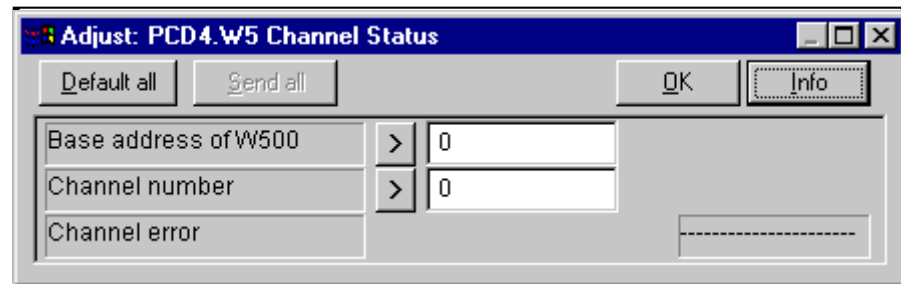 Adjust: PCD4.W5 Channel Status
Default all Send all OK Info
Base address of W500 > 0
Channel number > 0
Channel error ----------------------